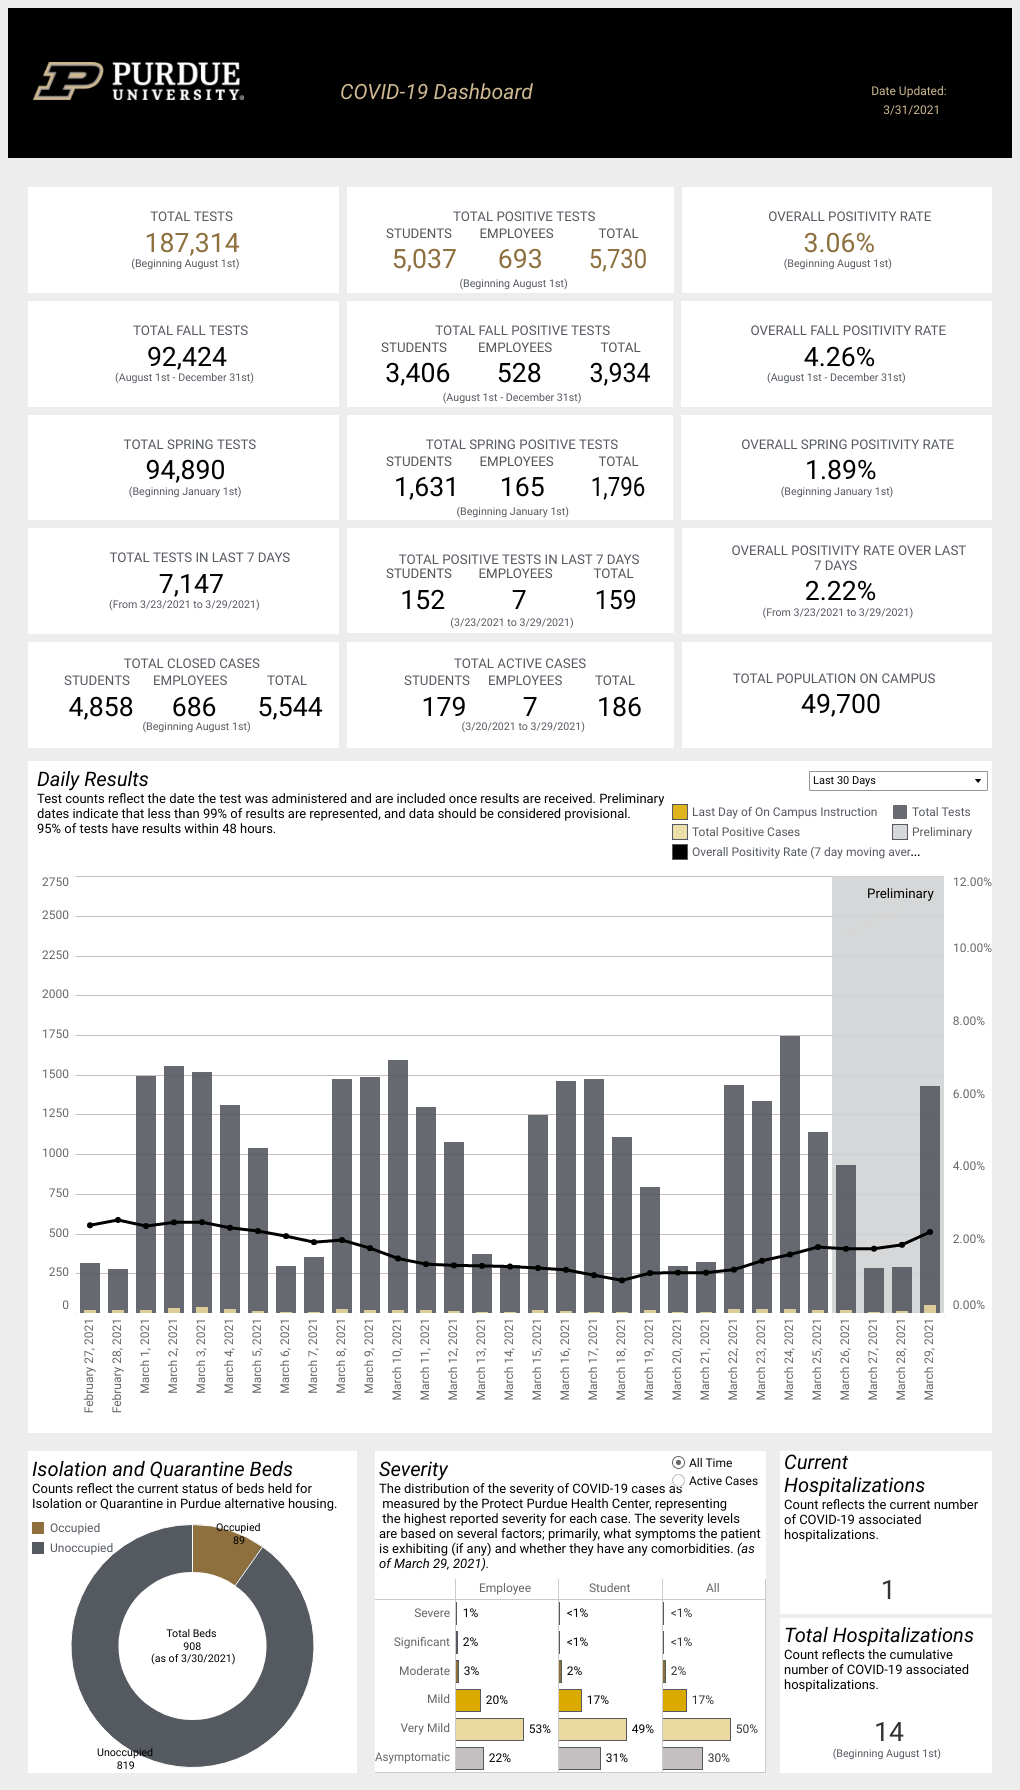 PURDUE
UNIVERSITY®
COVID-19 Dashboard
Date Updated:
3/31/2021
TOTAL TESTS
187,314
(Beginning August 1st)
TOTAL POSITIVE TESTS
STUDENTS EMPLOYEES TOTAL
5,037 693 5,730
(Beginning August 1st)
OVERALL POSITIVITY RATE
3.06%
(Beginning August 1st)
TOTAL FALL TESTS
92,424
(August 1st - December 31st)
TOTAL FALL POSITIVE TESTS
STUDENTS EMPLOYEES TOTAL
3,406 528 3,934
(August 1st - December 31st)
OVERALL FALL POSITIVITY RATE
4.26%
(August 1st - December 31st)
TOTAL SPRING TESTS
94,890
(Beginning January 1st)
TOTAL SPRING POSITIVE TESTS
STUDENTS EMPLOYEES TOTAL
1,631 165 1,796
(Beginning January 1st)
OVERALL SPRING POSITIVITY RATE
1.89%
(Beginning January 1st)
TOTAL TESTS IN LAST 7 DAYS
7,147
(From 3/23/2021 to 3/29/2021)
TOTAL POSITIVE TESTS IN LAST 7 DAYS
STUDENTS EMPLOYEES TOTAL
152 7 159
(3/23/2021 to 3/29/2021)
OVERALL POSITIVITY RATE OVER LAST
7 DAYS
2.22%
(From 3/23/2021 to 3/29/2021)
TOTAL CLOSED CASES
STUDENTS EMPLOYEES TOTAL
4,858 686 5,544
(Beginning August 1st)
TOTAL ACTIVE CASES
STUDENTS EMPLOYEES TOTAL
179 7 186
(3/20/2021 to 3/29/2021)
TOTAL POPULATION ON CAMPUS
49,700
Daily Results
Test counts reflect the date the test was administered and are included once results are received. Preliminary
dates indicate that less than 99% of results are represented, and data should be considered provisional.
95% of tests have results within 48 hours.
Last 30 Days
Last Day of On Campus Instruction
Total Tests
Total Positive Cases
Preliminary
Overall Positivity Rate (7 day moving aver...
Preliminary
2750
2500
2250
2000
1750
1500
1250
1000
750
500
250
0
12.00%
10.00%
8.00%
6.00%
4.00%
2.00%
0.00%
February 27, 2021
February 28, 2021
March 1, 2021
March 2, 2021
March 3, 2021
March 4, 2021
March 5, 2021
March 6, 2021
March 7, 2021
March 8, 2021
March 9, 2021
March 10, 2021
March 11, 2021
March 12, 2021
March 13, 2021
March 14, 2021
March 15, 2021
March 16, 2021
March 17, 2021
March 18, 2021
March 19, 2021
March 20, 2021
March 21, 2021
March 22, 2021
March 23, 2021
March 24, 2021
March 25, 2021
March 26, 2021
March 27, 2021
March 28, 2021
March 29, 2021
Isolation and Quarantine Beds
Counts reflect the current status of beds held for
Isolation or Quarantine in Purdue alternative housing.
Occupied
Unoccupied
Occupied
89
Total Beds
908
(as of 3/30/2021)
Unoccupied
819
Severity
All Time
Active Cases
The distribution of the severity of COVID-19 cases as
measured by the Protect Purdue Health Center, representing
the highest reported severity for each case. The severity levels
are based on several factors; primarily, what symptoms the patient
is exhibiting (if any) and whether they have any comorbidities. (as
of March 29, 2021).
Employee Student All
Severe 1% <1% <1%
Significant 2% <1% <1%
Moderate 3% 2% 2%
Mild 20% 17% 17%
Very Mild 53% 49% 50%
Asymptomatic 22% 31% 30%
Current
Hospitalizations
Count reflects the current number
of COVID-19 associated
hospitalizations.
1
Total Hospitalizations
Count reflects the cumulative
number of COVID-19 associated
hospitalizations.
14
(Beginning August 1st)